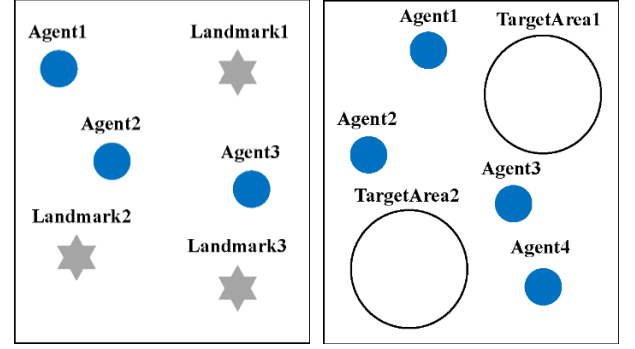 Agent1
Landmark1
Agent2
Agent3
Landmark2
Landmark3
Agent1
TargetArea1
Agent2
Agent3
TargetArea2
Agent4